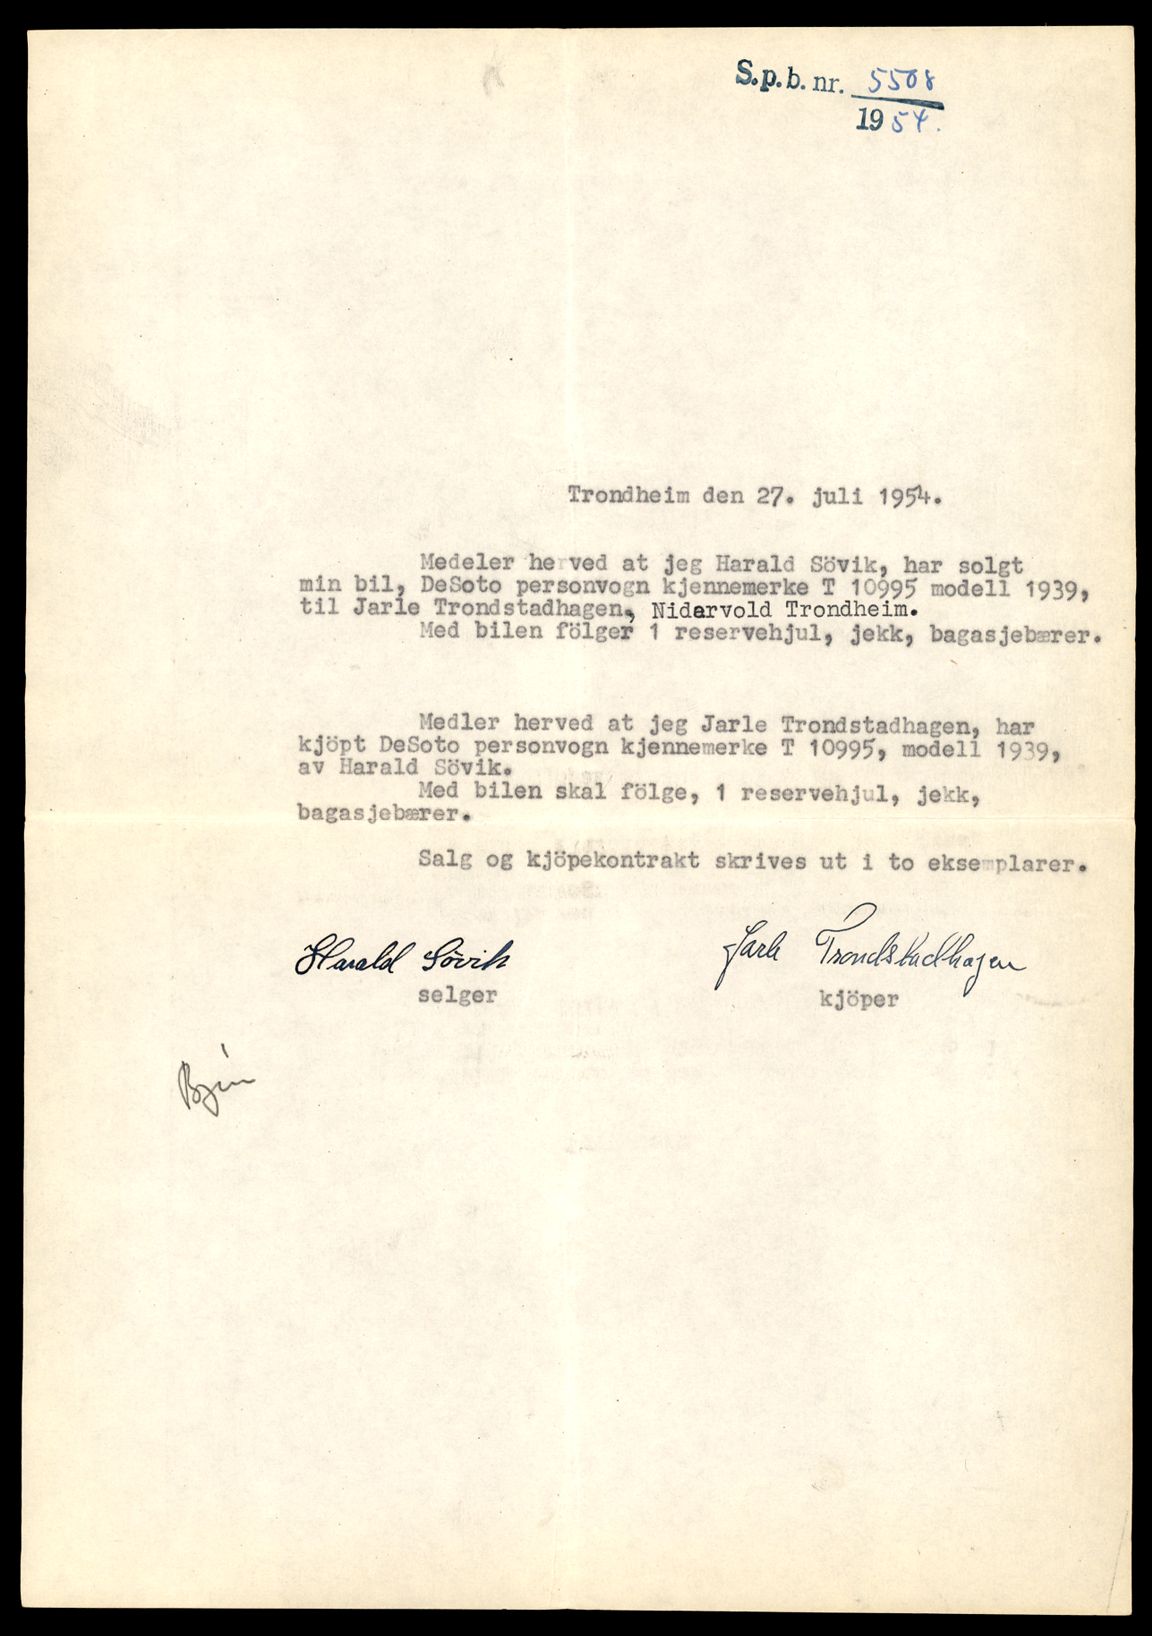 S.p.b. nr. 5508
1954.
Trondheim den 27. juli 1954.
Medeler herved at jeg Harald Sövik, har solgt
min bil, DeSoto personvogn kjennemerke T 10995 modell 1939,
til Jarle Trondstadhagen, Nidarvold Trondheim.
Med bilen fölger 1 reservehjul, jekk, bagasjebærer.
Medler herved at jeg Jarle Trondstadhagen, har
kjöpt DeSoto personvogn kjennemerke T 10995, modell 1939,
av Harald Sövik.
Med bilen skal fölge, 1 reservehjul, jekk,
bagasjebærer.
Salg og kjöpekontrakt skrives ut i to eksemplarer.
Harald Sövik Jarle Trondstadhagen
selger kjöper